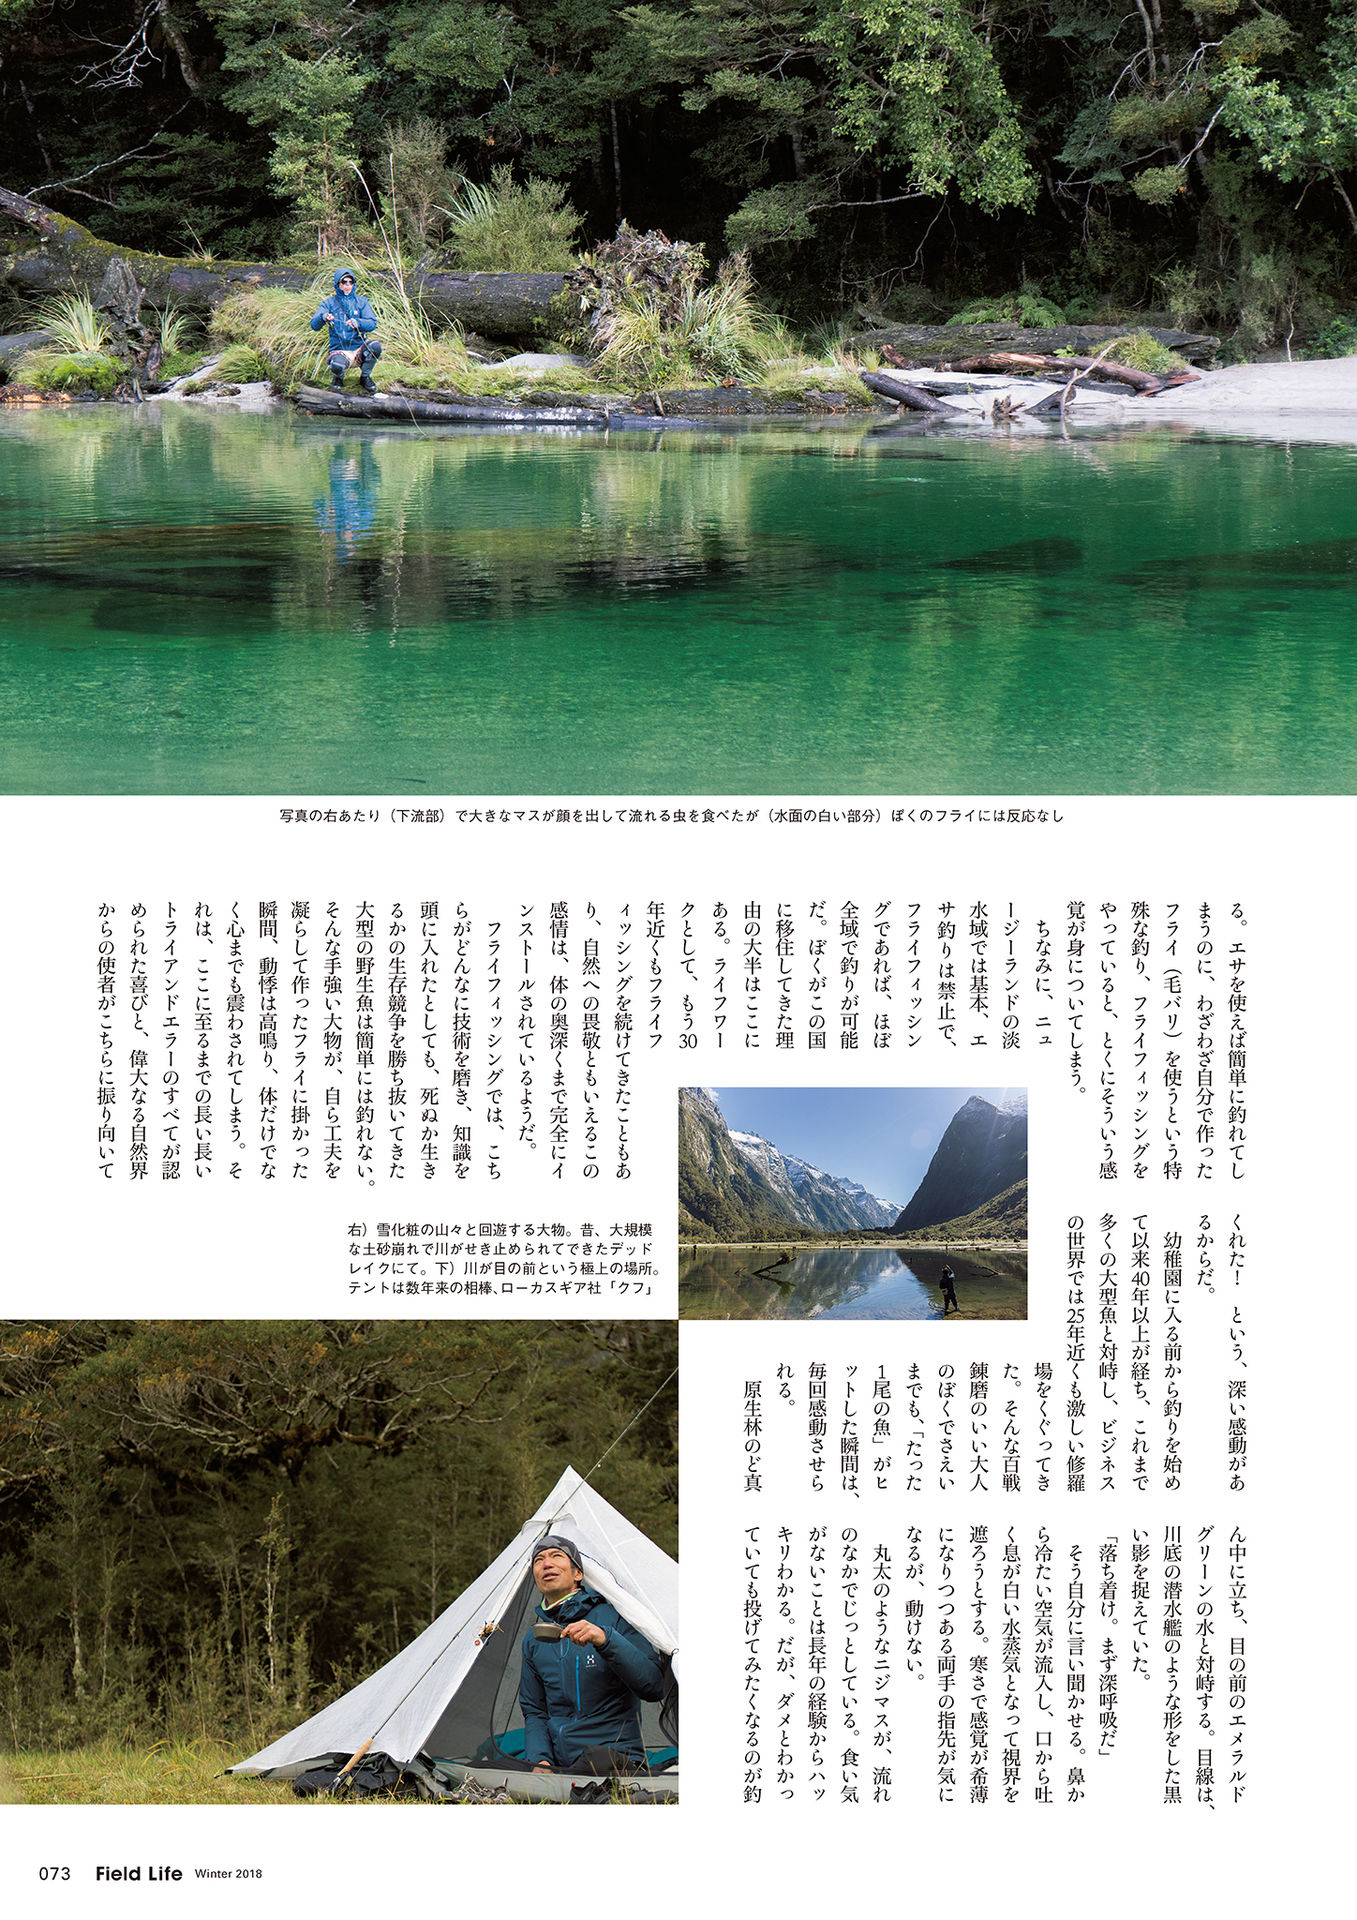 写真の右あたり（下流部）で大きなマスが顔を出して流れる虫を食べたが（水面の白い部分）ぼくのフライには反応なし
る。エサを使えば簡単に釣れてし
まうのに、わざわざ自分で作った
フライ（毛バリ）を使うという特
殊な釣り、フライフィッシングを
やっていると、とくにそういう感
覚が身についてしまう。
ちなみに、ニュ
ージーランドの淡
水域では基本、エ
サ釣りは禁止で、
フライフィッシン
グであれば、ほぼ
全域で釣りが可能
だ。ぼくがこの国
に移住してきた理
由の大半はここに
ある。ライフワー
クとして、もう30
年近くもフライフ
ィッシングを続けてきたこともあ
り、自然への畏敬ともいえるこの
感情は、体の奥深くまで完全にイ
ンストールされているようだ。
フライフィッシングでは、こち
らがどんなに技術を磨き、知識を
頭に入れたとしても、死ぬか生き
るかの生存競争を勝ち抜いてきた
大型の野生魚は簡単には釣れない。
そんな手強い大物が、自ら工夫を
凝らして作ったフライに掛かった
瞬間、動悸は高鳴り、体だけでな
く心までも震わされてしまう。そ
れは、ここに至るまでの長い長い
トライアンドエラーのすべてが認
められた喜びと、偉大なる自然界
からの使者がこちらに振り向いて
くれた！　という、深い感動があ
るからだ。
幼稚園に入る前から釣りを始め
て以来40年以上が経ち、これまで
多くの大型魚と対峙し、ビジネス
の世界では25年近くも激しい修羅
場をくぐってき
た。そんな百戦
錬磨のいい大人
のぼくでさえい
までも、「たった
1尾の魚」がヒ
ットした瞬間は、
毎回感動させら
れる。
原生林のど真
ん中に立ち、目の前のエメラルド
グリーンの水と対峙する。目線は、
川底の潜水艦のような形をした黒
い影を捉えていた。
「落ち着け。まず深呼吸だ」
そう自分に言い聞かせる。鼻か
ら冷たい空気が流入し、口から吐
く息が白い水蒸気となって視界を
遮ろうとする。寒さで感覚が希薄
になりつつある両手の指先が気に
なるが、動けない。
丸太のようなニジマスが、流れ
のなかでじっとしている。食い気
がないことは長年の経験からハッ
キリわかる。だが、ダメとわかっ
ていても投げてみたくなるのが釣
右）雪化粧の山々と回遊する大物。昔、大規模
な土砂崩れで川がせき止められてできたデッド
レイクにて。下）川が目の前という極上の場所。
テントは数年来の相棒、ローカスギア社「クフ」
073 Field Life Winter 2018